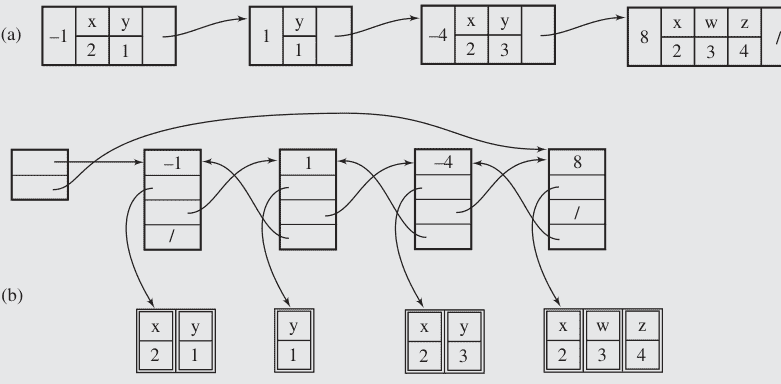 x y y x y x w z
(a) –1 1 –4 8 /
2 1 1 2 3 2 3 4
–1 1 –4 8
/
/
(b)
x y y x y x w z
2 1 1 2 3 2 3 4